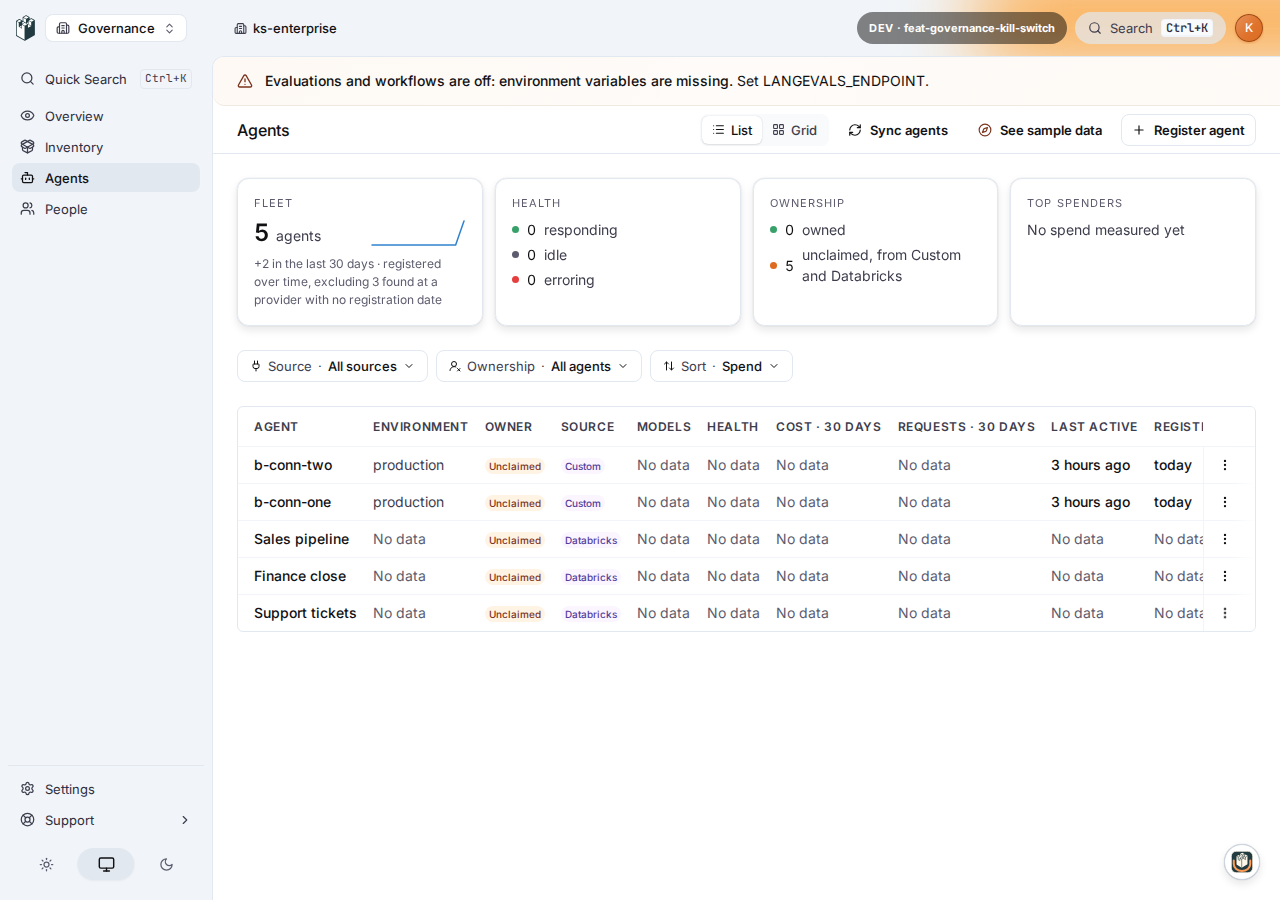 Governance
ks-enterprise
DEV · feat-governance-kill-switch
Search Ctrl+K
K
Quick Search Ctrl+K
Overview
Inventory
Agents
People
Settings
Support
Evaluations and workflows are off: environment variables are missing. Set LANGEVALS_ENDPOINT.
Agents
List
Grid
Sync agents
See sample data
Register agent
FLEET
5 agents
+2 in the last 30 days · registered
over time, excluding 3 found at a
provider with no registration date
HEALTH
0 responding
0 idle
0 erroring
OWNERSHIP
0 owned
5 unclaimed, from Custom
and Databricks
TOP SPENDERS
No spend measured yet
Source · All sources
Ownership · All agents
Sort · Spend
AGENT ENVIRONMENT OWNER SOURCE MODELS HEALTH COST · 30 DAYS REQUESTS · 30 DAYS LAST ACTIVE REGISTI
b-conn-two production Unclaimed Custom No data No data No data No data 3 hours ago today
b-conn-one production Unclaimed Custom No data No data No data No data 3 hours ago today
Sales pipeline No data Unclaimed Databricks No data No data No data No data No data No data
Finance close No data Unclaimed Databricks No data No data No data No data No data No data
Support tickets No data Unclaimed Databricks No data No data No data No data No data No data